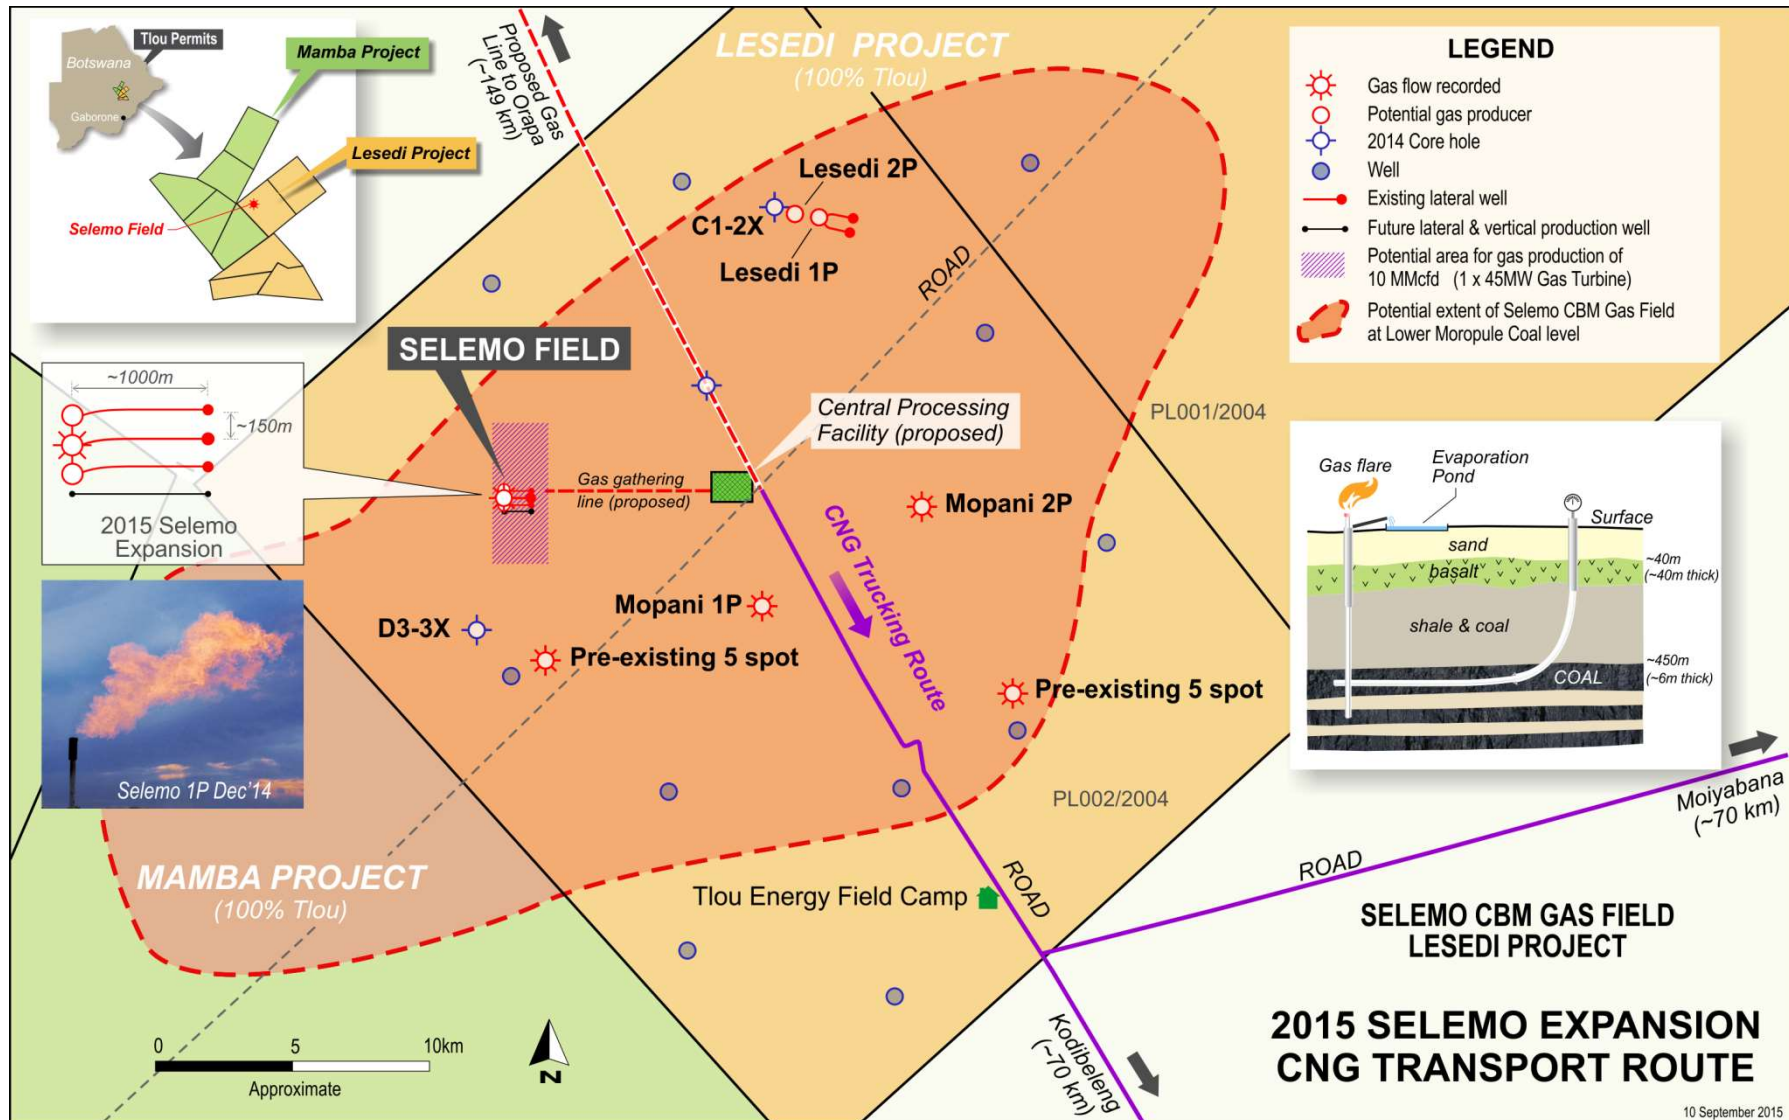 Tlou Permits
Botswana
Gaborone
Mamba Project
Lesedi Project
Selemo Field
Proposed Gas
Line to Orapa
(~149 km)
LESEDI PROJECT
(100% Tlou)
LEGEND
Gas flow recorded
Potential gas producer
2014 Core hole
Well
Existing lateral well
Future lateral & vertical production well
Potential area for gas production of
10 MMcfd (1 x 45MW Gas Turbine)
Potential extent of Selemo CBM Gas Field
at Lower Moropule Coal level
Lesedi 2P
C1-2X
Lesedi 1P
ROAD
SELEMO FIELD
~1000m
~150m
2015 Selemo
Expansion
Central Processing
Facility (proposed)
PL001/2004
Gas gathering
line (proposed)
Mopani 2P
CNG Trucking Route
Mopani 1P
D3-3X
Pre-existing 5 spot
Pre-existing 5 spot
Gas flare
Evaporation
Pond
Surface
sand
basalt
~40m
(~40m thick)
shale & coal
COAL
~450m
(~6m thick)
Selemo 1P Dec'14
PL002/2004
Moiyabana
(~70 km)
ROAD
MAMBA PROJECT
(100% Tlou)
Tlou Energy Field Camp
ROAD
Kodibeleng
(~70 km)
SELEMO CBM GAS FIELD
LESEDI PROJECT
2015 SELEMO EXPANSION
CNG TRANSPORT ROUTE
0 5 10km
Approximate
N
10 September 2015